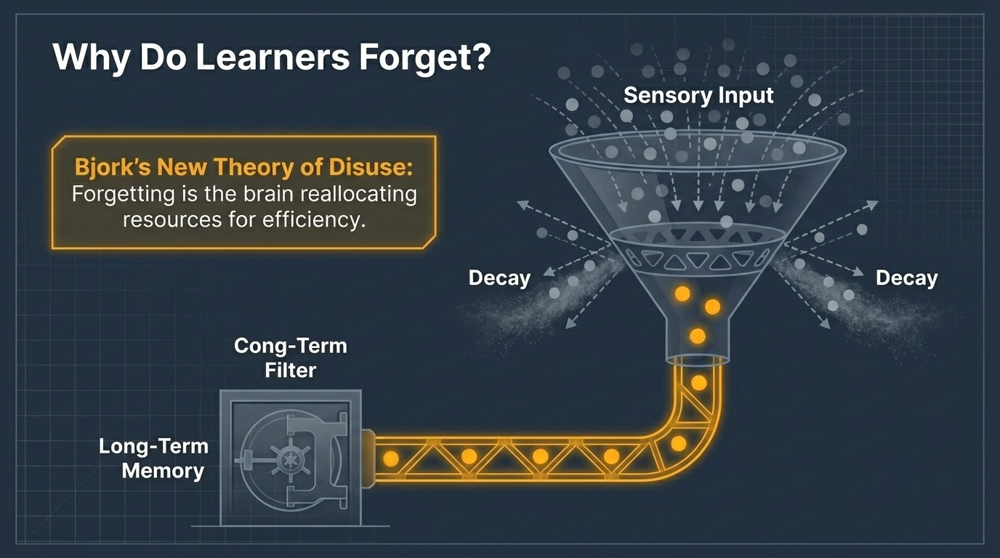 Why Do Learners Forget?
Sensory Input
Bjork’s New Theory of Disuse:
Forgetting is the brain reallocating
resources for efficiency.
Decay
Decay
Cong-Term
Filter
Long-Term
Memory